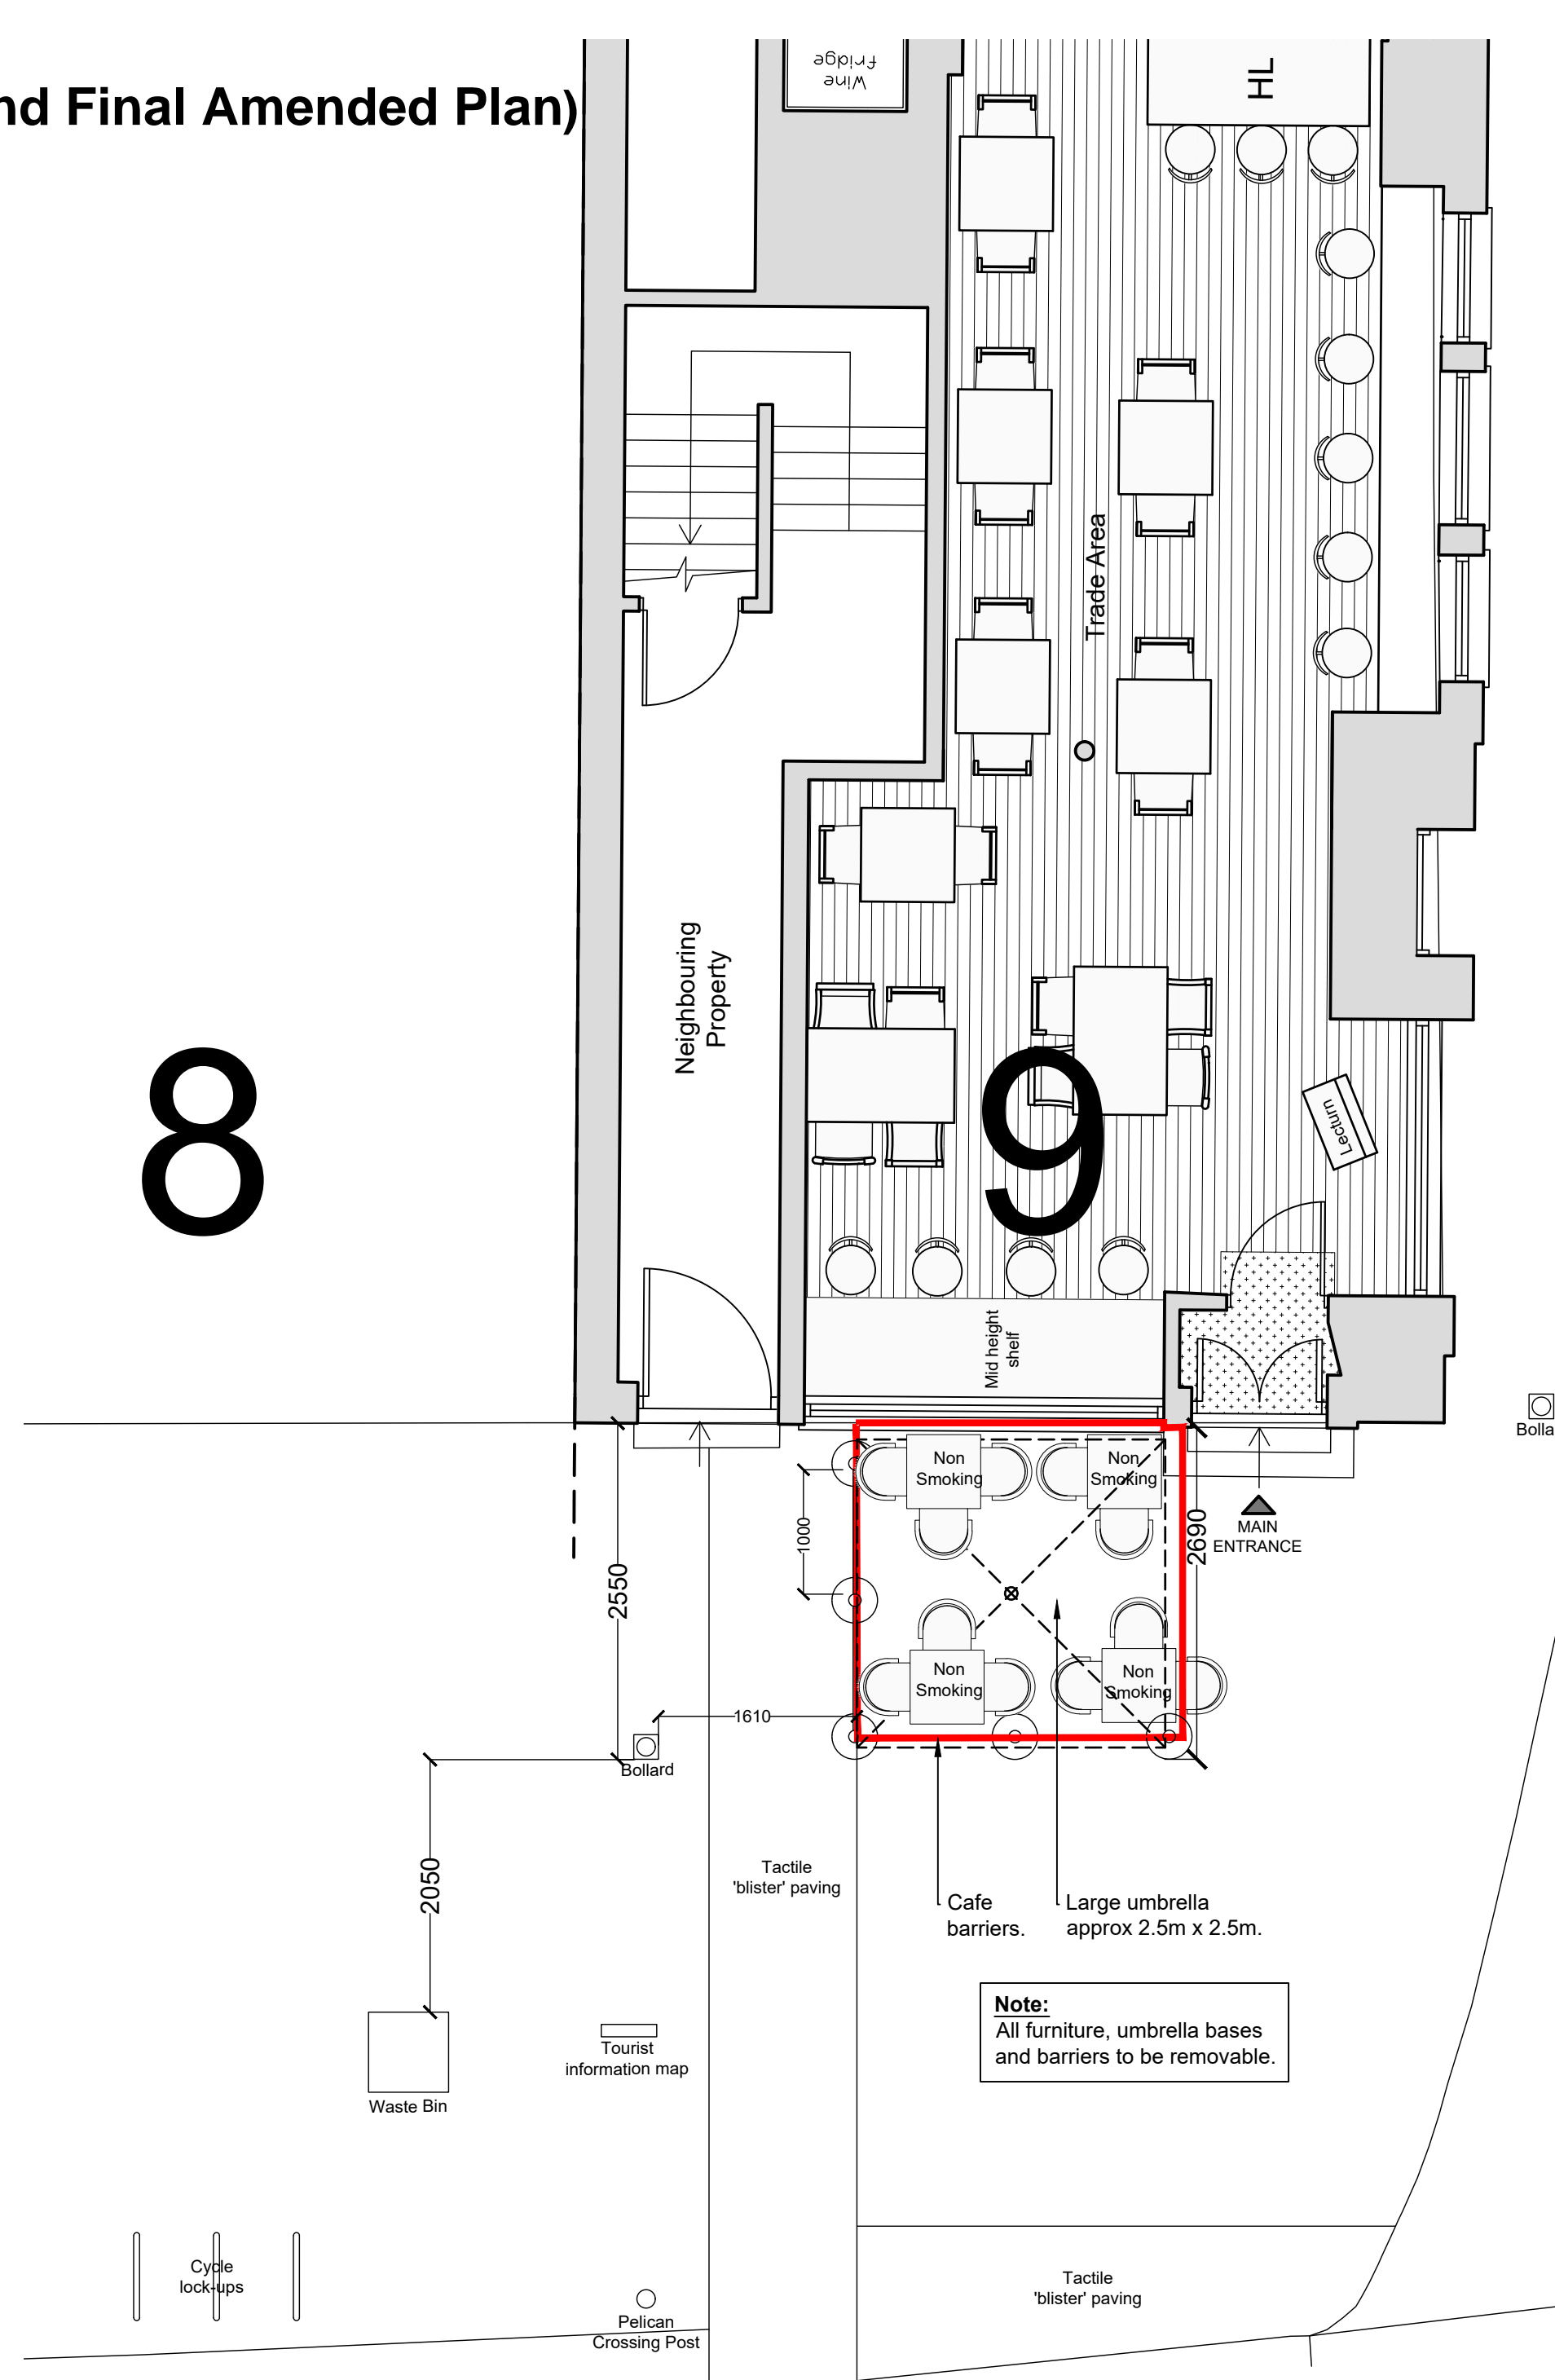 nd Final Amended Plan)
Wine
fridge
HL
Trade Area
Neighbouring
Property
8
9
Lecturn
Mid height
shelf
Bolla
Non
Smoking
Non
Smoking
1000
2690
MAIN
ENTRANCE
2550
Non
Smoking
Non
Smoking
1610
Bollard
2050
Tactile
'blister' paving
Cafe
barriers.
Large umbrella
approx 2.5m x 2.5m.
Note:
All furniture, umbrella bases
and barriers to be removable.
Tourist
information map
Waste Bin
Cycle
lock-ups
Tactile
'blister' paving
Pelican
Crossing Post